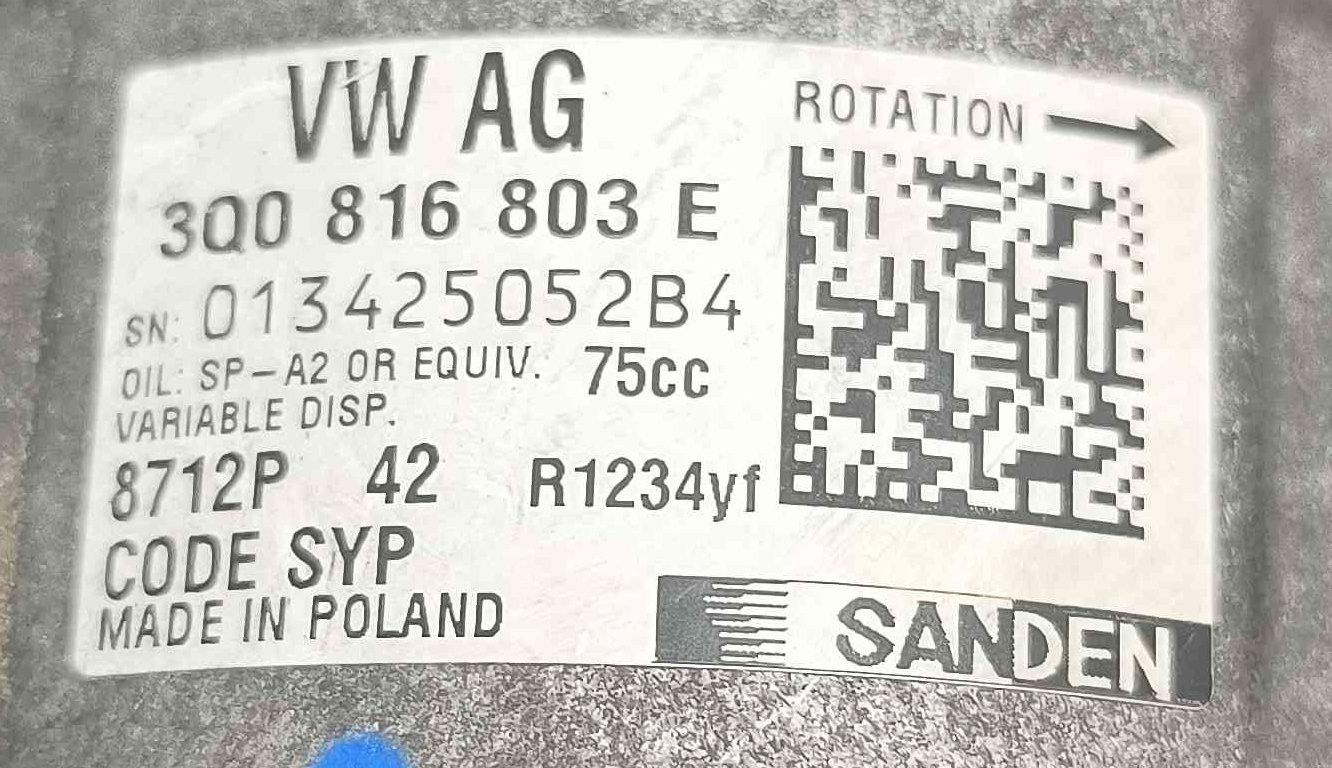 VW AG
ROTATION
3Q0 816 803 E
SN: 013425052B4
OIL: SP-A2 OR EQUIV. 75cc
VARIABLE DISP.
8712P 42 R1234yf
CODE SYP
MADE IN POLAND
SANDEN